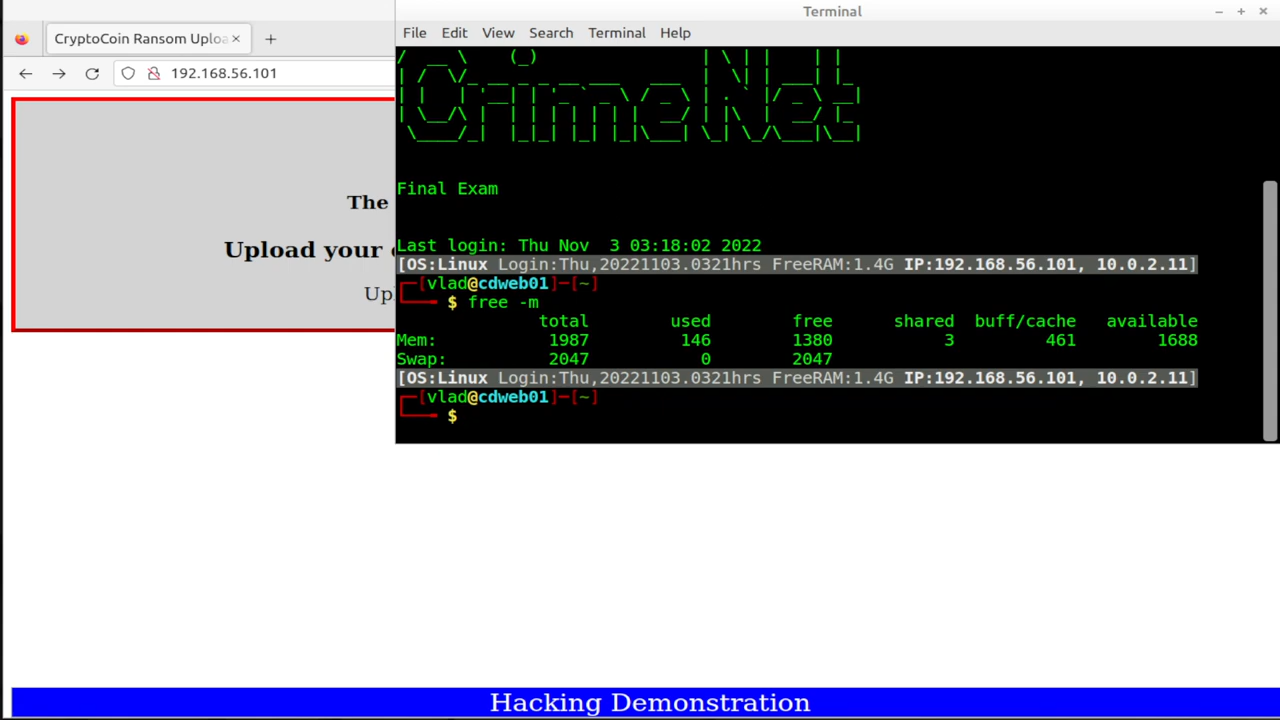 Terminal
File Edit View Search Terminal Help
CryptoCoin Ransom Uplo
192.168.56.101
CrimeNet
Final Exam
The
Upload your
Up
Last login: Thu Nov  3 03:18:02 2022
[OS:Linux Login:Thu,20221103.0321hrs FreeRAM:1.4G IP:192.168.56.101, 10.0.2.11]
[vlad@cdweb01]-[~]
$ free -m
total used free shared buff/cache available
Mem: 1987 146 1380 3 461 1688
Swap: 2047 0 2047
[OS:Linux Login:Thu,20221103.0321hrs FreeRAM:1.4G IP:192.168.56.101, 10.0.2.11]
[vlad@cdweb01]-[~]
$
Hacking Demonstration